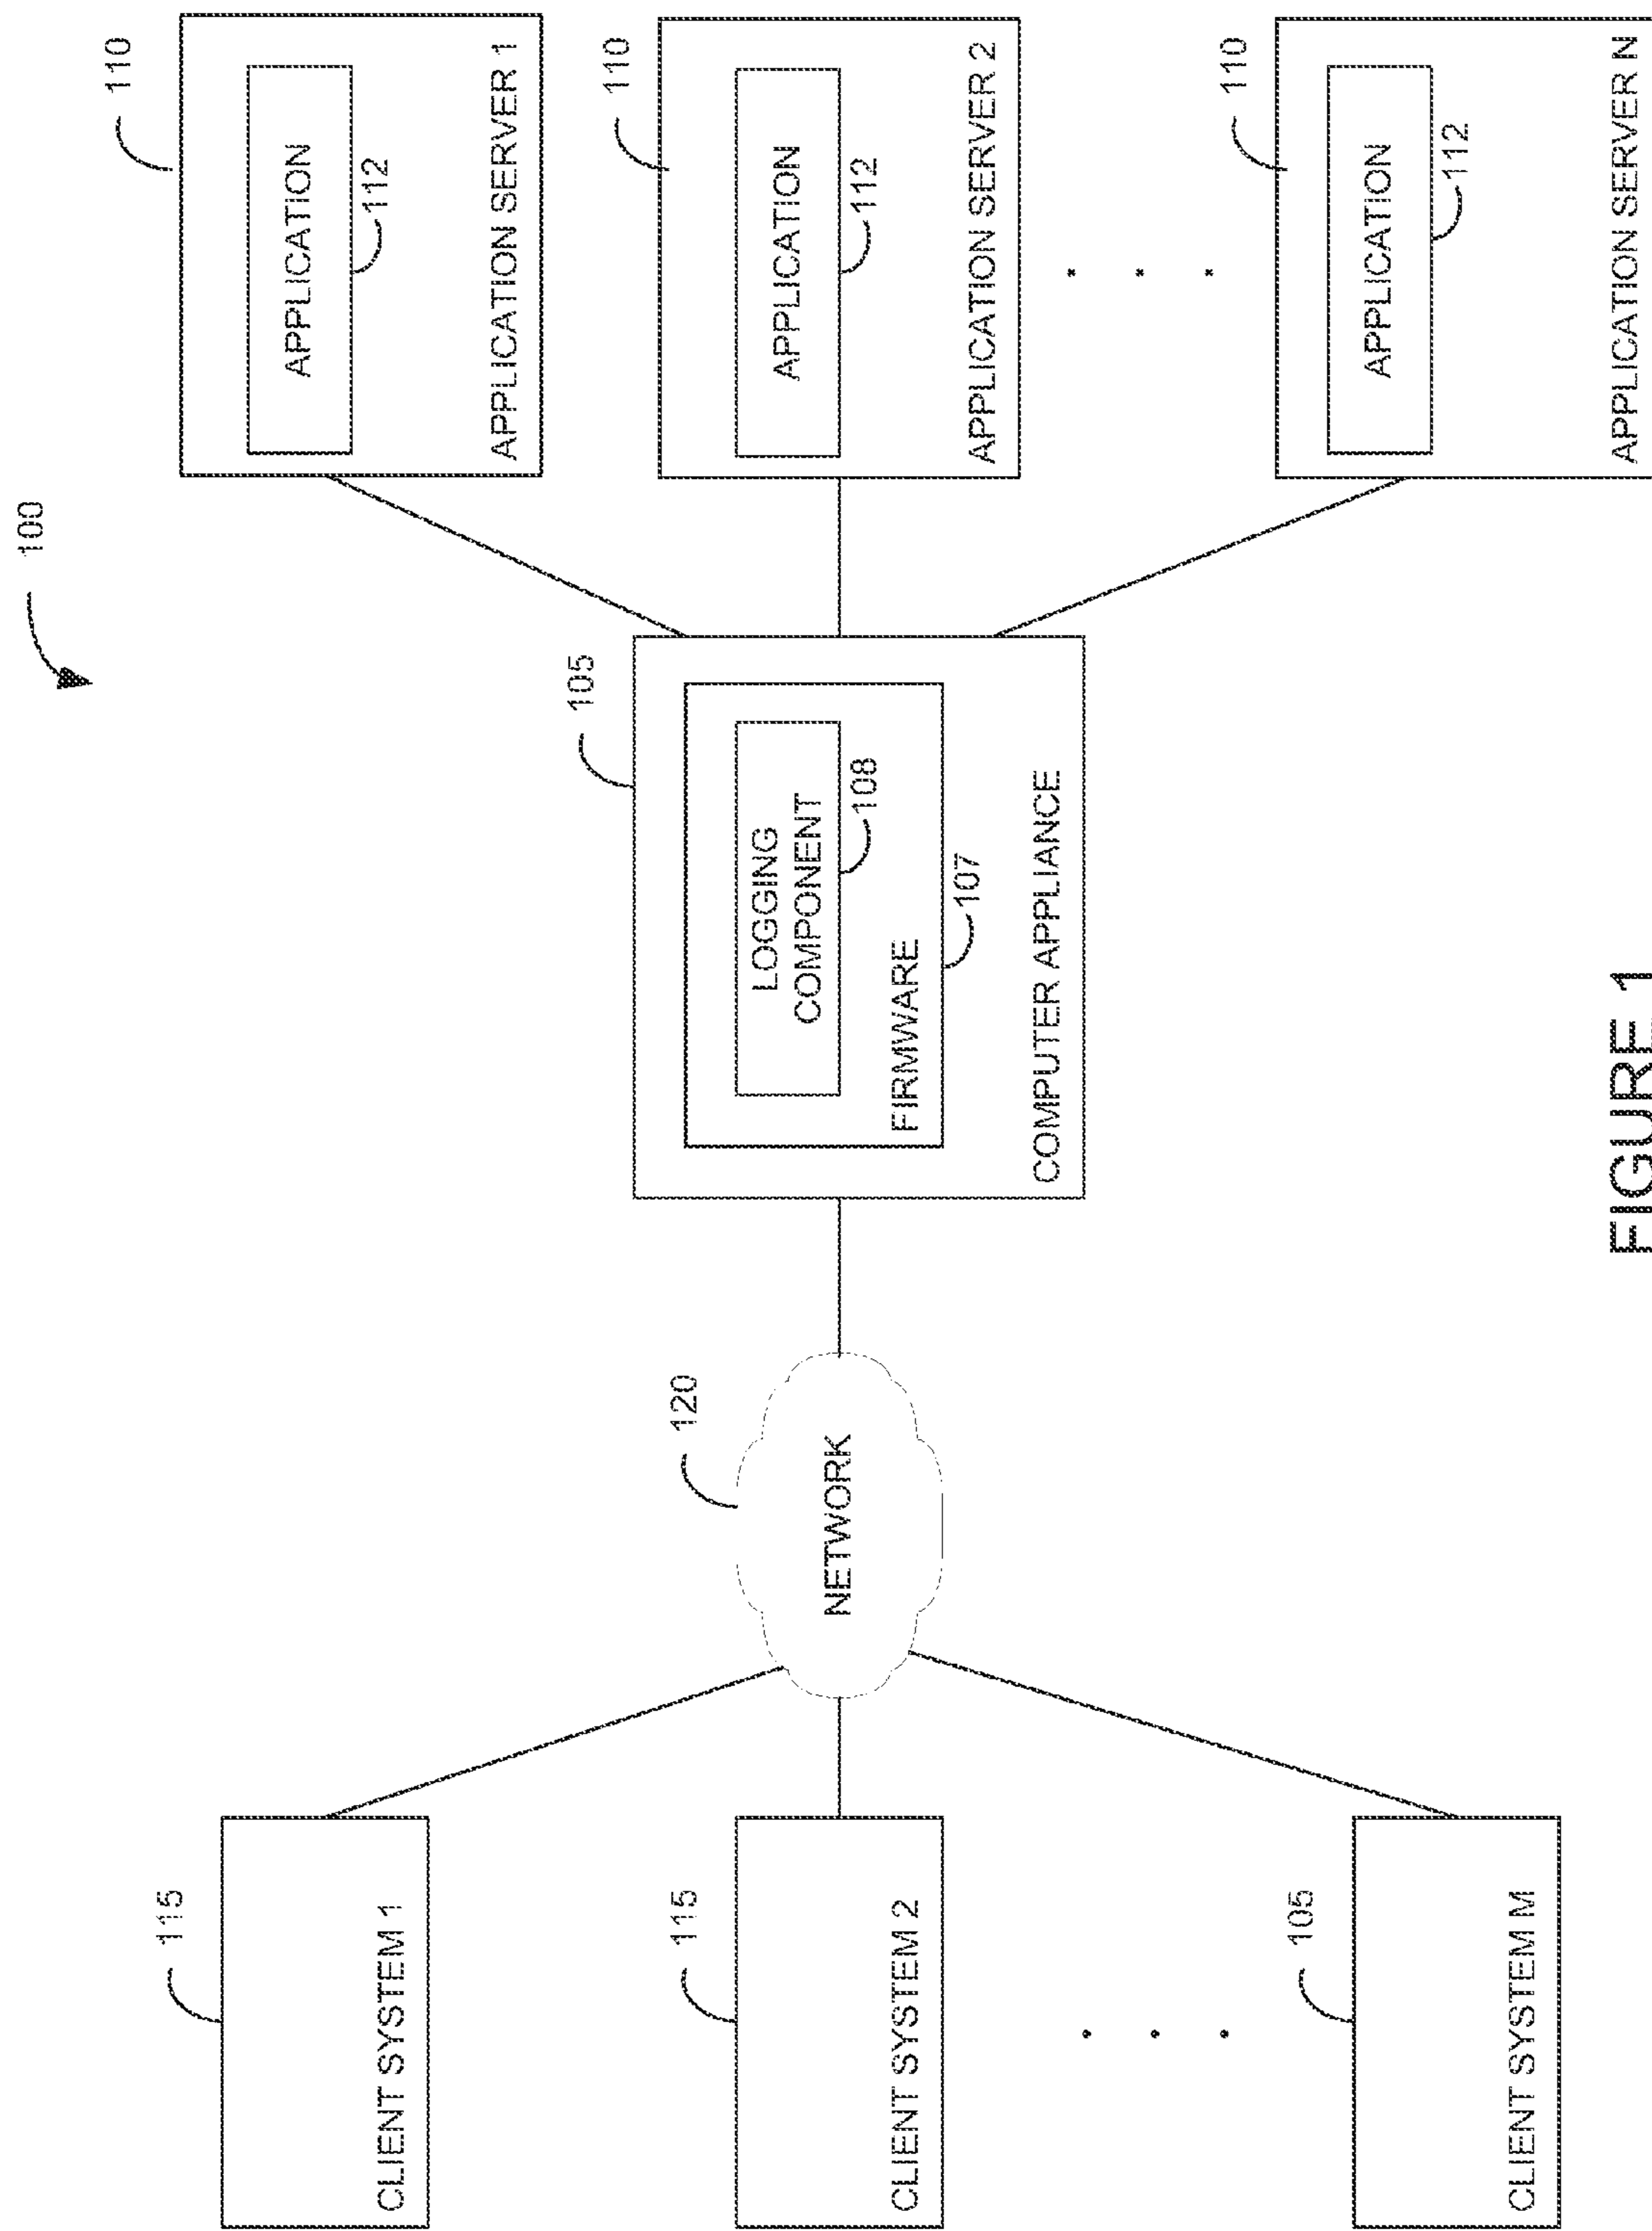 100
115
CLIENT SYSTEM 1
115
CLIENT SYSTEM 2
. . .
105
CLIENT SYSTEM M
120
NETWORK
105
LOGGING
COMPONENT
108
FIRMWARE
107
COMPUTER APPLIANCE
110
APPLICATION
112
APPLICATION SERVER 1
110
APPLICATION
112
APPLICATION SERVER 2
. . .
110
APPLICATION
112
APPLICATION SERVER N
FIGURE 1